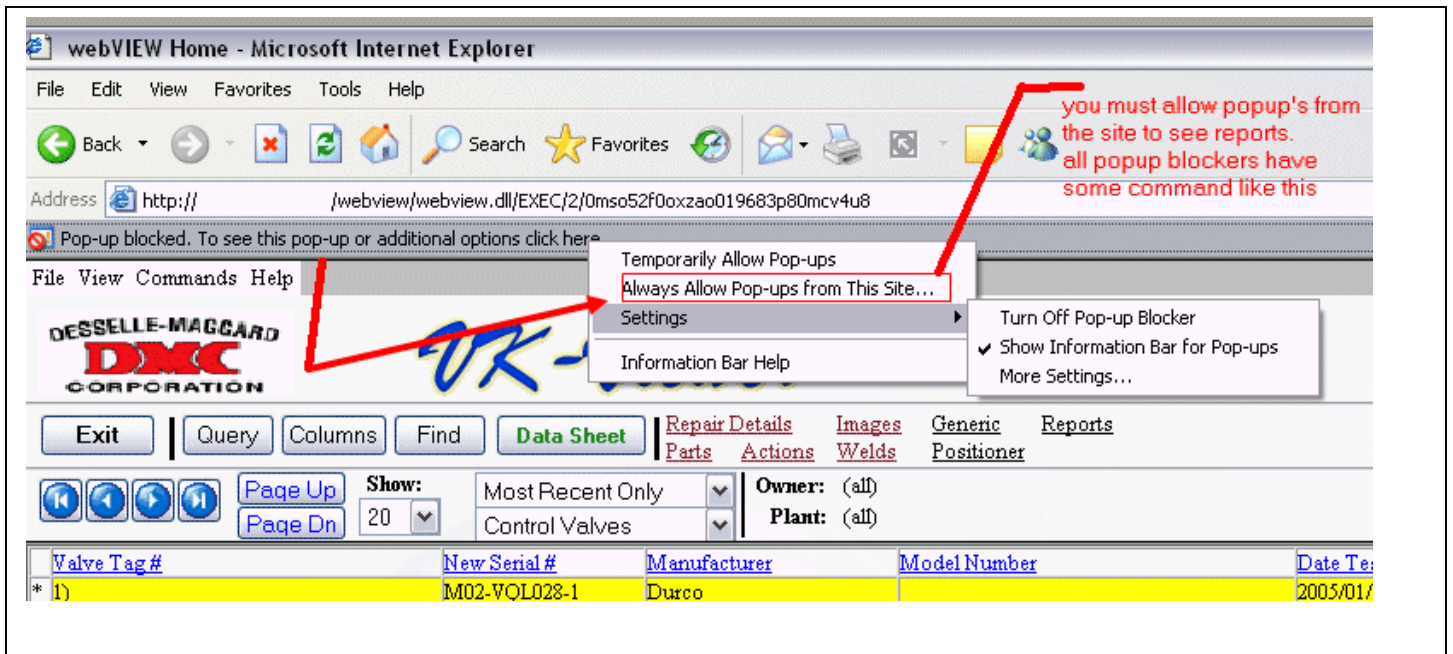 webVIEW Home - Microsoft Internet Explorer
File Edit View Favorites Tools Help
you must allow popup's from
the site to see reports.
all popup blockers have
some command like this
Back Search Favorites
Address http:// /webview/webview.dll/EXEC/2/0mso52f0oxzao019683p80mcv4u8
Pop-up blocked. To see this pop-up or additional options click here
Temporarily Allow Pop-ups
Always Allow Pop-ups from This Site...
Settings
Information Bar Help
Turn Off Pop-up Blocker
Show Information Bar for Pop-ups
More Settings...
File View Commands Help
DESSELLE-MAGGARD
DMC
CORPORATION
VK-
Exit Query Columns Find Data Sheet Repair Details Images Generic Reports
Parts Actions Welds Positioner
Page Up Show: Most Recent Only Owner: (all)
Page Dn 20 Control Valves Plant: (all)
Valve Tag # New Serial # Manufacturer Model Number Date Te
* 1) M02-VQL028-1 Durco 2005/01/